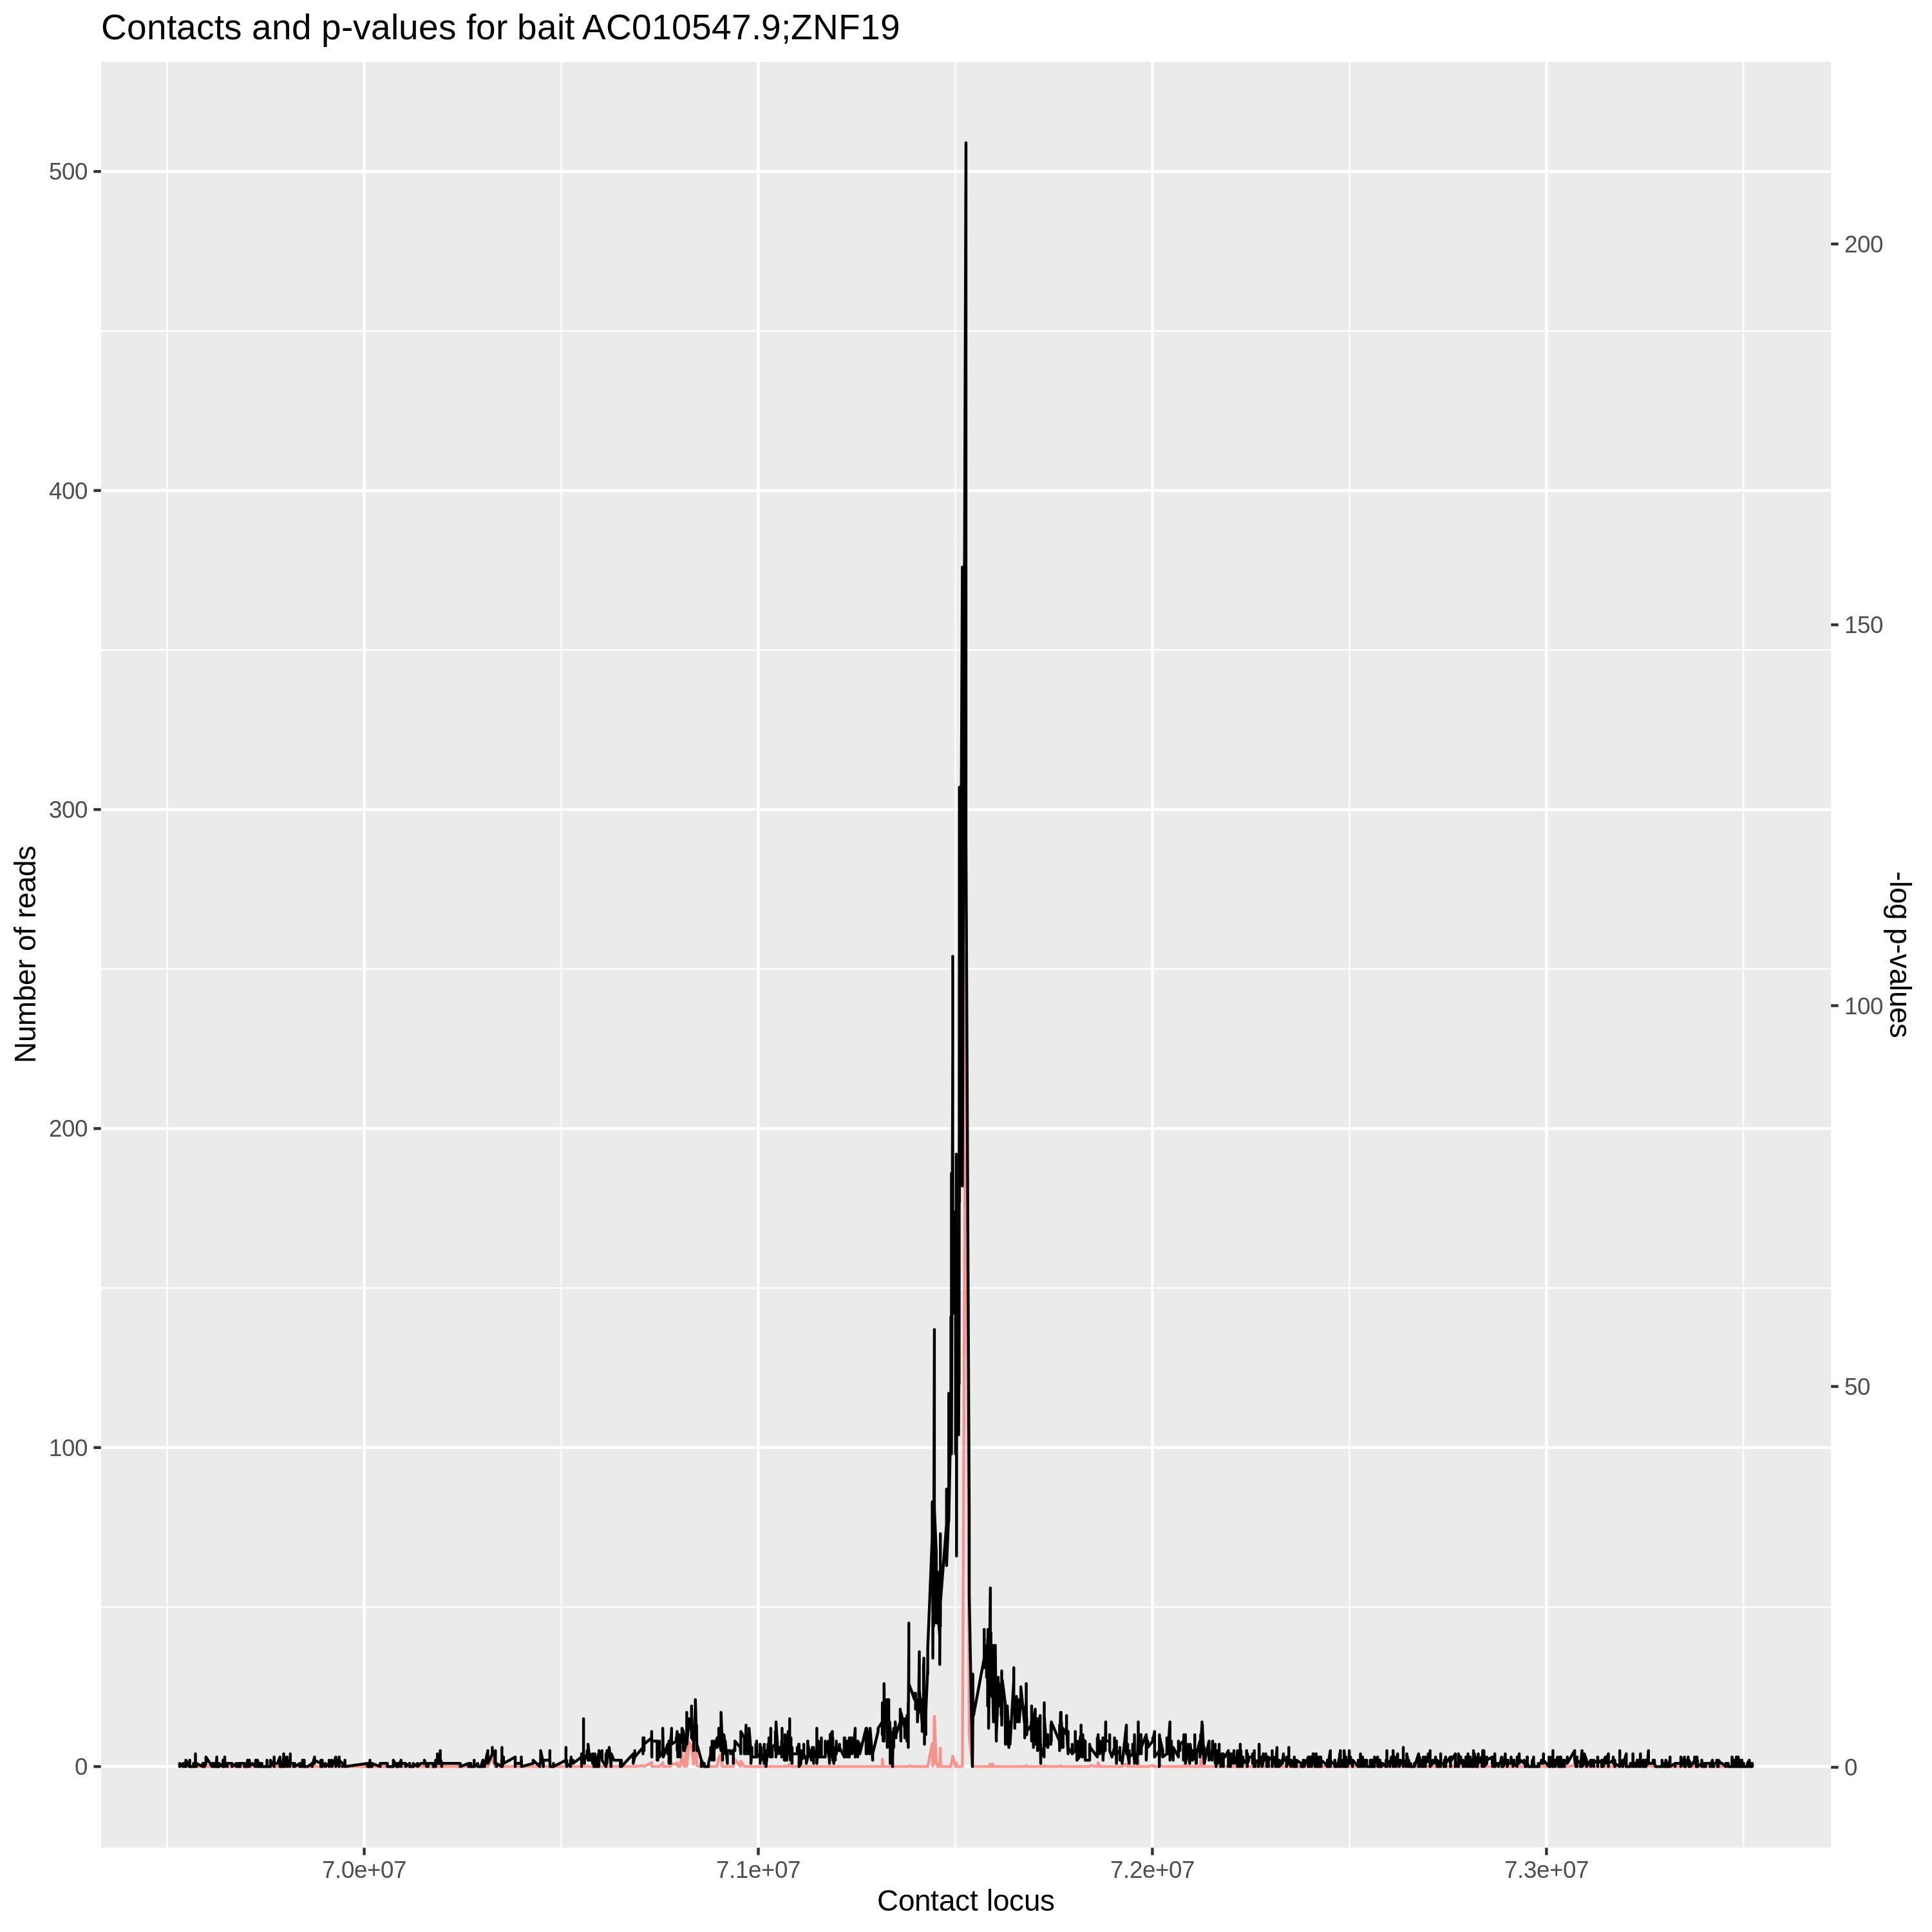 Contacts and p-values for bait AC010547.9;ZNF19
500
400
300
200
100
0
Number of reads
200
150
100
50
0
-log p-values
7.0e+07
7.1e+07
7.2e+07
7.3e+07
Contact locus